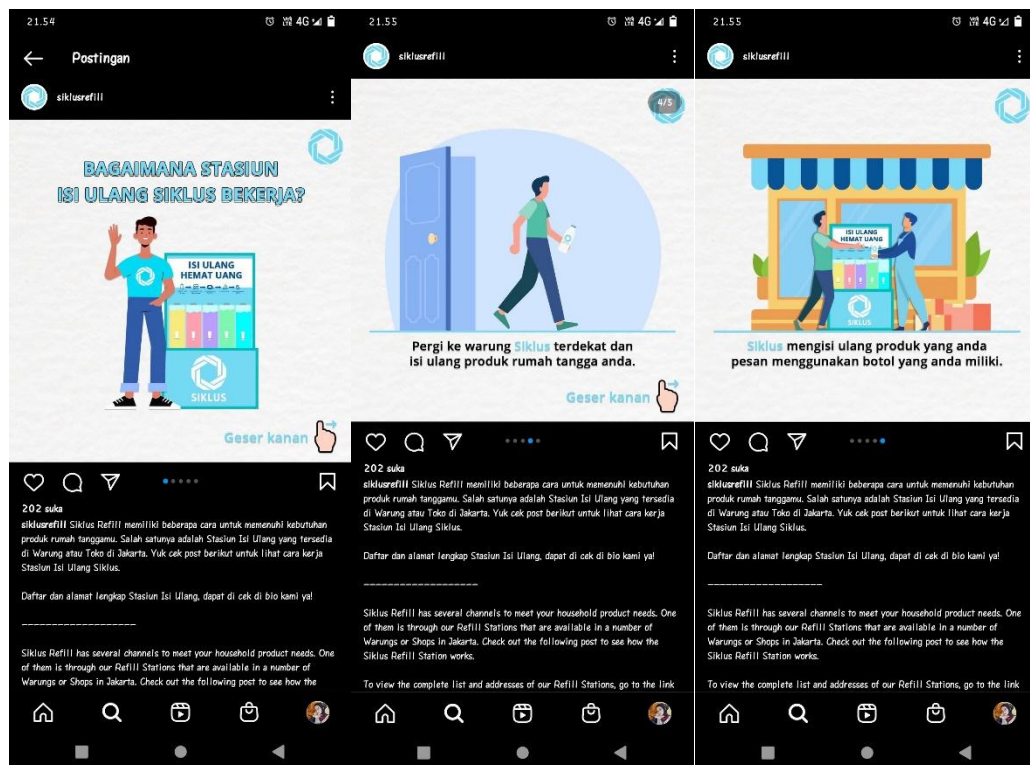 21.54
4G
Postingan
siklusrefill
BAGAIMANA STASIUN
ISI ULANG SIKLUS BEKERJA?
ISI ULANG
HEMAT UANG
SIKLUS
Geser kanan
202 suka
siklusrefill Siklus Refill memiliki beberapa cara untuk memenuhi kebutuhan
produk rumah tanggamu. Salah satunya adalah Stasiun Isi Ulang yang tersedia
di Warung atau Toko di Jakarta. Yuk cek post berikut untuk lihat cara kerja
Stasiun Isi Ulang Siklus.
Daftar dan alamat lengkap Stasiun Isi Ulang, dapat di cek di bio kami ya!
-------------------
Siklus Refill has several channels to meet your household product needs. One
of them is through our Refill Stations that are available in a number of
Warungs or Shops in Jakarta. Check out the following post to see how the
21.55
4G
siklusrefill
4/5
Pergi ke warung Siklus terdekat dan
isi ulang produk rumah tangga anda.
Geser kanan
202 suka
siklusrefill Siklus Refill memiliki beberapa cara untuk memenuhi kebutuhan
produk rumah tanggamu. Salah satunya adalah Stasiun Isi Ulang yang tersedia
di Warung atau Toko di Jakarta. Yuk cek post berikut untuk lihat cara kerja
Stasiun Isi Ulang Siklus.
Daftar dan alamat lengkap Stasiun Isi Ulang, dapat di cek di bio kami ya!
-------------------
Siklus Refill has several channels to meet your household product needs. One
of them is through our Refill Stations that are available in a number of
Warungs or Shops in Jakarta. Check out the following post to see how the
Siklus Refill Station works.
To view the complete list and addresses of our Refill Stations, go to the link
21.55
4G
siklusrefill
ISI ULANG
HEMAT UANG
SIKLUS
Siklus mengisi ulang produk yang anda
pesan menggunakan botol yang anda miliki.
202 suka
siklusrefill Siklus Refill memiliki beberapa cara untuk memenuhi kebutuhan
produk rumah tanggamu. Salah satunya adalah Stasiun Isi Ulang yang tersedia
di Warung atau Toko di Jakarta. Yuk cek post berikut untuk lihat cara kerja
Stasiun Isi Ulang Siklus.
Daftar dan alamat lengkap Stasiun Isi Ulang, dapat di cek di bio kami ya!
-------------------
Siklus Refill has several channels to meet your household product needs. One
of them is through our Refill Stations that are available in a number of
Warungs or Shops in Jakarta. Check out the following post to see how the
Siklus Refill Station works.
To view the complete list and addresses of our Refill Stations, go to the link